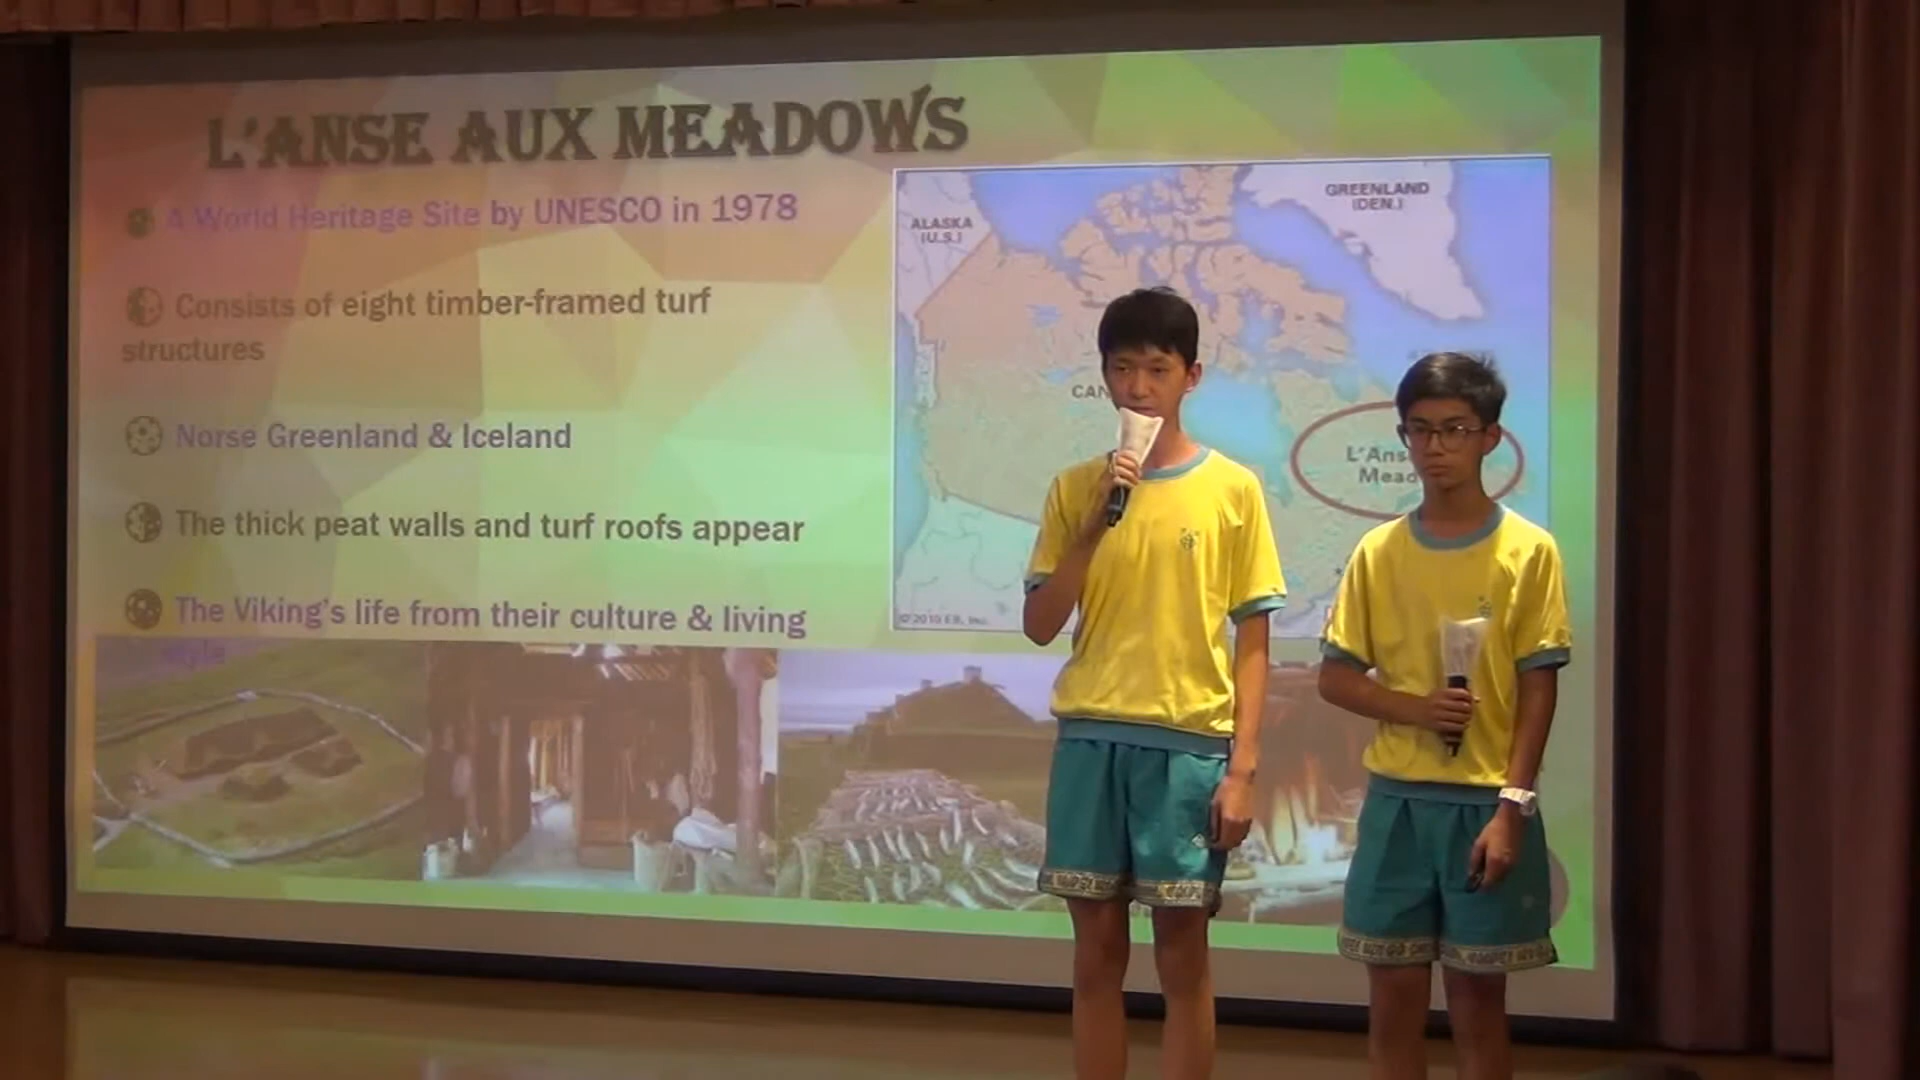 L'ANSE AUX MEADOWS
A World Heritage Site by UNESCO in 1978
Consists of eight timber-framed turf
structures
Norse Greenland & Iceland
The thick peat walls and turf roofs appear
The Viking's life from their culture & living
style
GREENLAND
(DEN.)
ALASKA
(U.S.)
CAN
L'Ans
Mead
© 2010 EB, Inc.